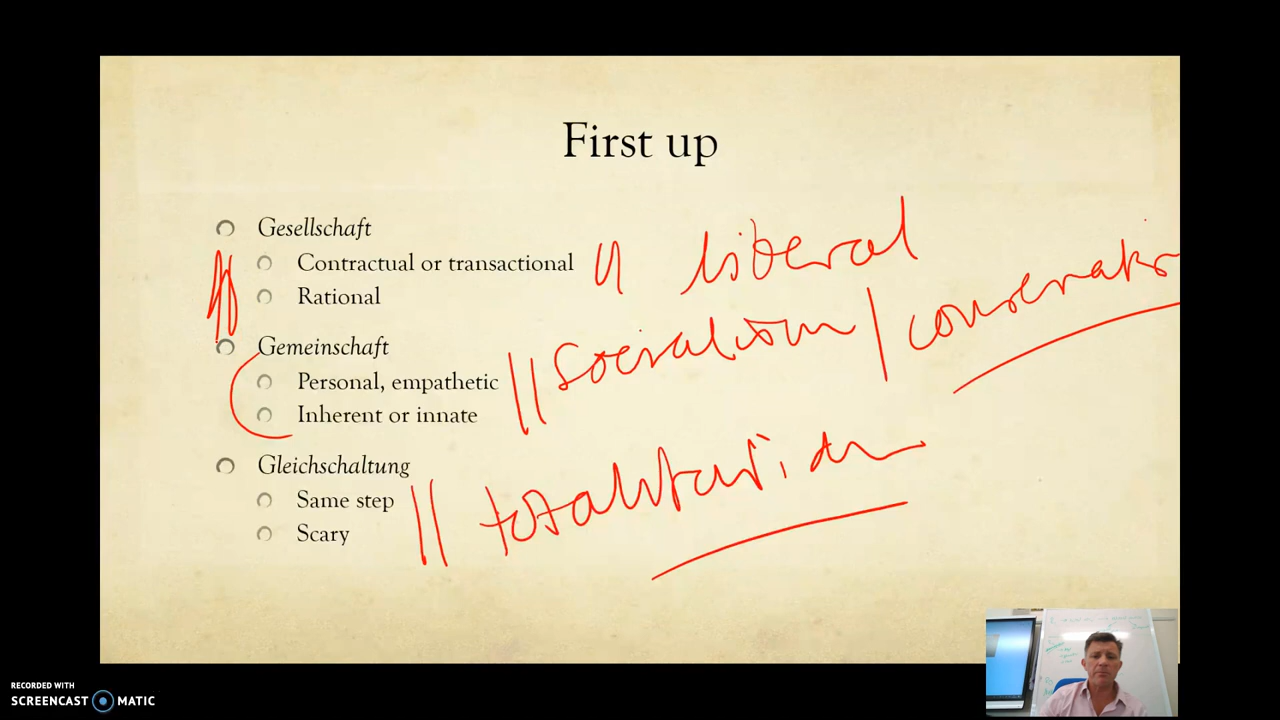 First up
Gesellschaft
Contractual or transactional
liberal
Rational
Gemeinschaft
Personal, empathetic
socialism / conservatis
Inherent or innate
Gleichschaltung
Same step
totalitarian
Scary
RECORDED WITH
SCREENCAST MATIC